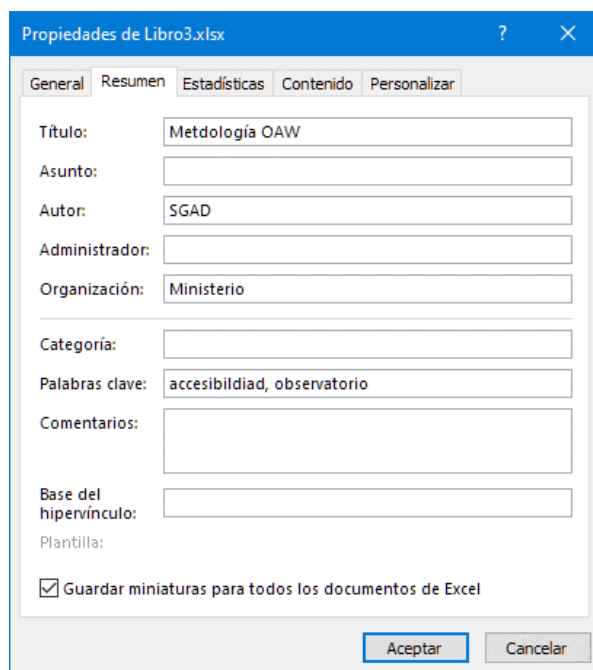 Propiedades de Libro3.xlsx ? ×
General Resumen Estadísticas Contenido Personalizar
Título: Metdología OAW
Asunto:
Autor: SGAD
Administrador:
Organización: Ministerio
Categoría:
Palabras clave: accesibildiad, observatorio
Comentarios:
Base del
hipervínculo:
Plantilla:
Guardar miniaturas para todos los documentos de Excel
Aceptar Cancelar